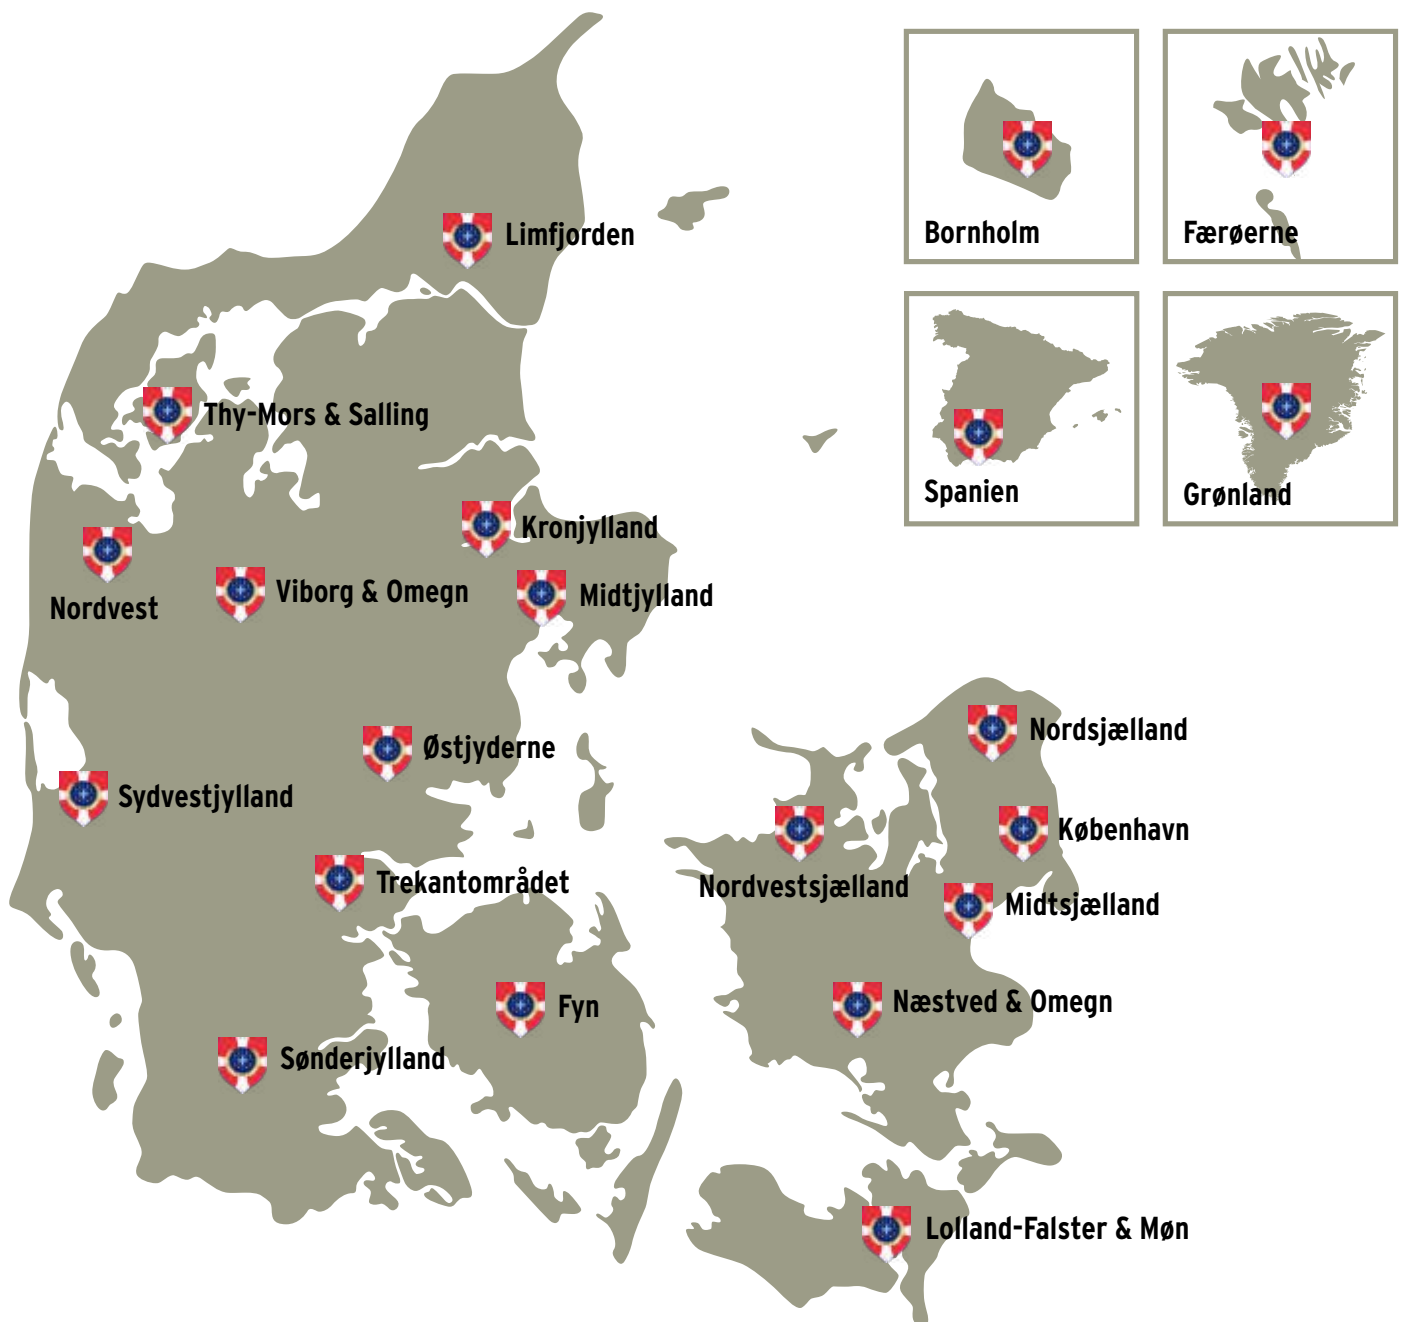 Bornholm
Færøerne
Limfjorden
Thy-Mors & Salling
Spanien
Grønland
Kronjylland
Nordvest
Viborg & Omegn
Midtjylland
Østjyderne
Nordsjælland
Sydvestjylland
København
Trekantområdet
Nordvestsjælland
Midtsjælland
Fyn
Næstved & Omegn
Sønderjylland
Lolland-Falster & Møn